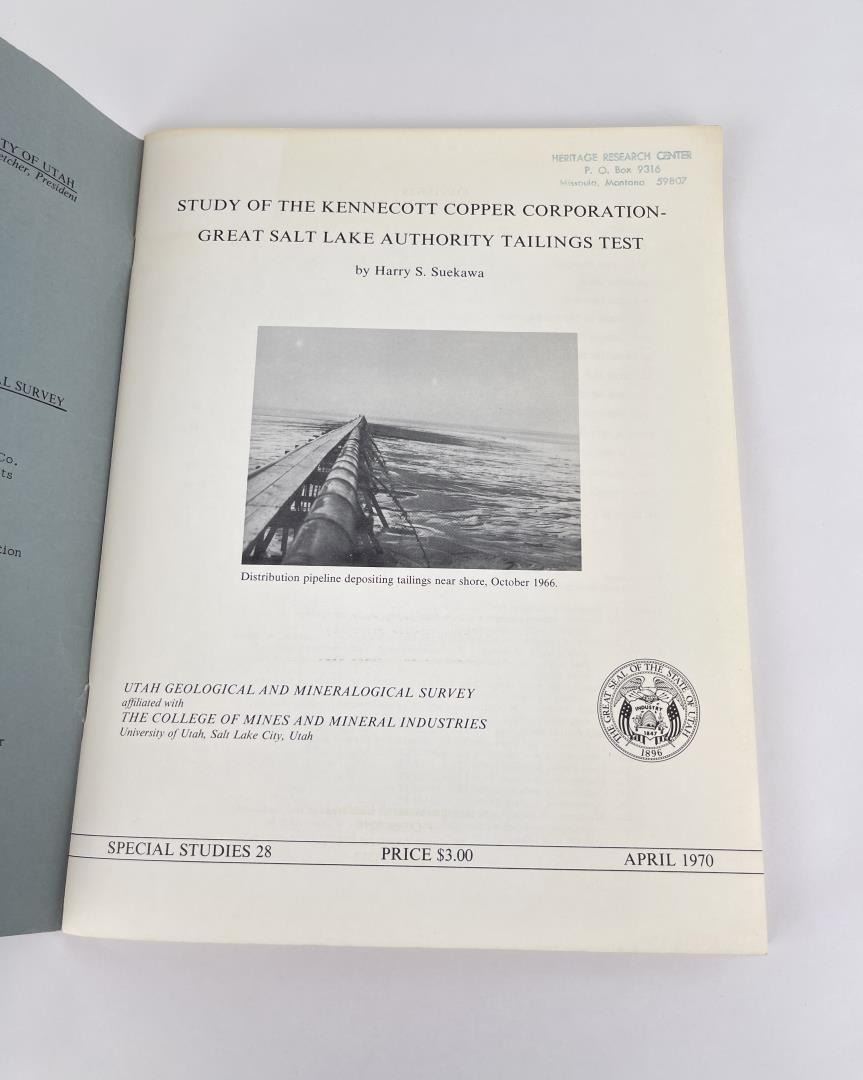 TY OF UTAH
etcher, President
L SURVEY
Co.
ts
tion
r
HERITAGE RESEARCH CENTER
P. O. Box 9316
Missoula, Montana 59807
STUDY OF THE KENNECOTT COPPER CORPORATION-
GREAT SALT LAKE AUTHORITY TAILINGS TEST
by Harry S. Suekawa
Distribution pipeline depositing tailings near shore, October 1966.
UTAH GEOLOGICAL AND MINERALOGICAL SURVEY
affiliated with
THE COLLEGE OF MINES AND MINERAL INDUSTRIES
University of Utah, Salt Lake City, Utah
THE GREAT SEAL OF THE STATE OF UTAH
INDUSTRY
1847
1896
SPECIAL STUDIES 28 PRICE $3.00 APRIL 1970